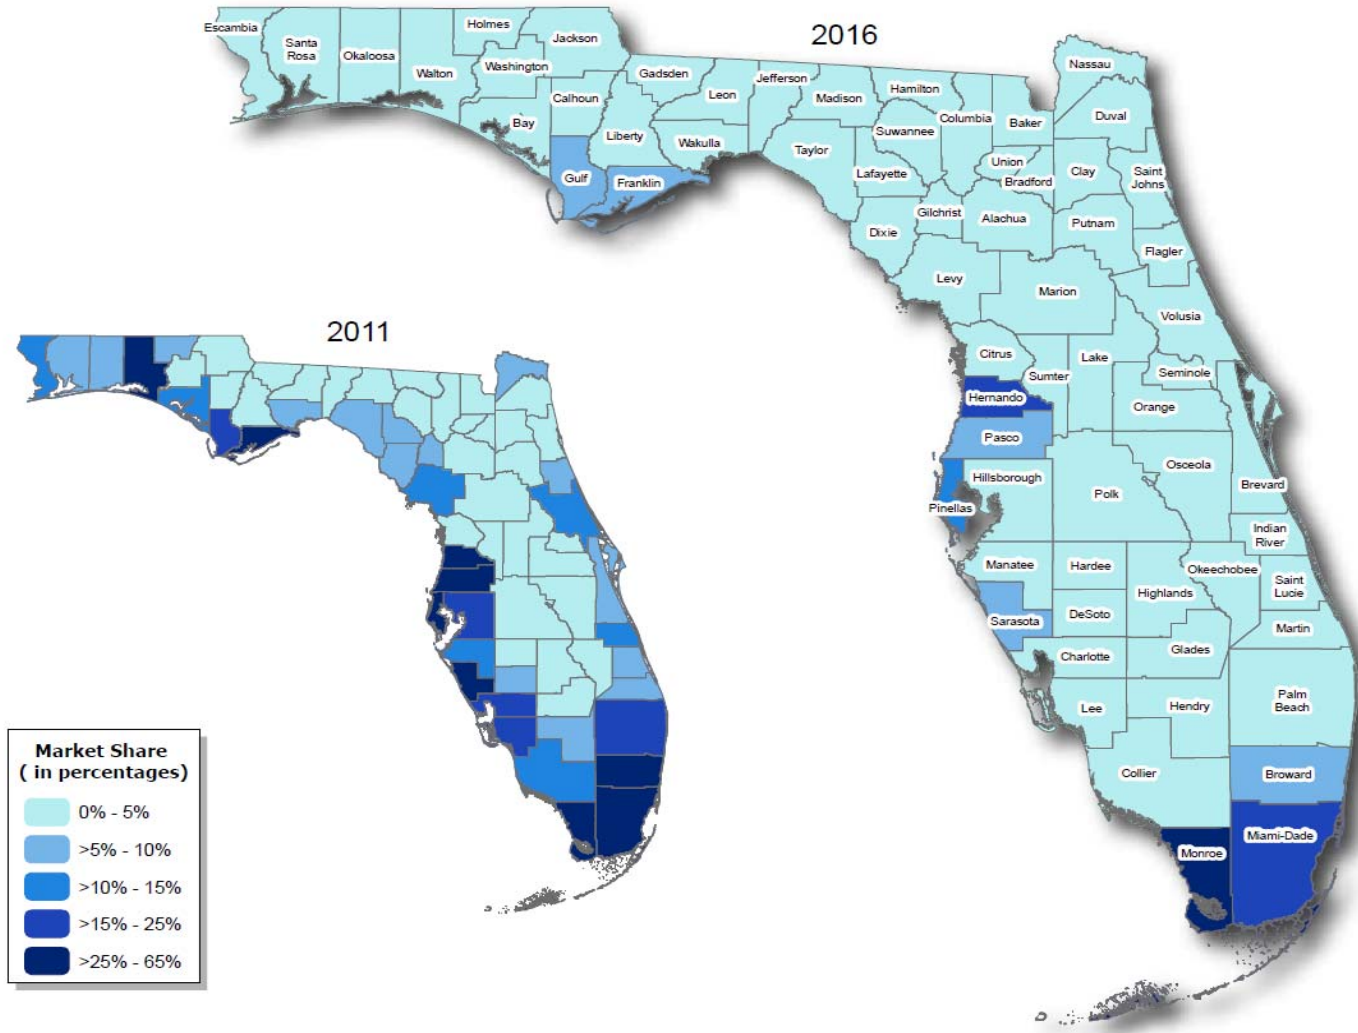 2016
Escambia
Santa
Rosa
Okaloosa
Walton
Holmes
Washington
Jackson
Bay
Calhoun
Gulf
Gadsden
Liberty
Franklin
Leon
Wakulla
Jefferson
Madison
Taylor
Hamilton
Suwannee
Lafayette
Columbia
Baker
Union
Bradford
Nassau
Duval
Clay
Saint
Johns
Gilchrist
Alachua
Putnam
Dixie
Flagler
Levy
Marion
Volusia
Citrus
Sumter
Lake
Seminole
Hernando
Orange
Pasco
Hillsborough
Pinellas
Polk
Osceola
Brevard
Indian
River
Manatee
Hardee
Highlands
Okeechobee
Saint
Lucie
Sarasota
DeSoto
Martin
Charlotte
Glades
Lee
Hendry
Palm
Beach
Collier
Broward
Monroe
Miami-Dade
2011
Market Share
( in percentages)
0% - 5%
>5% - 10%
>10% - 15%
>15% - 25%
>25% - 65%